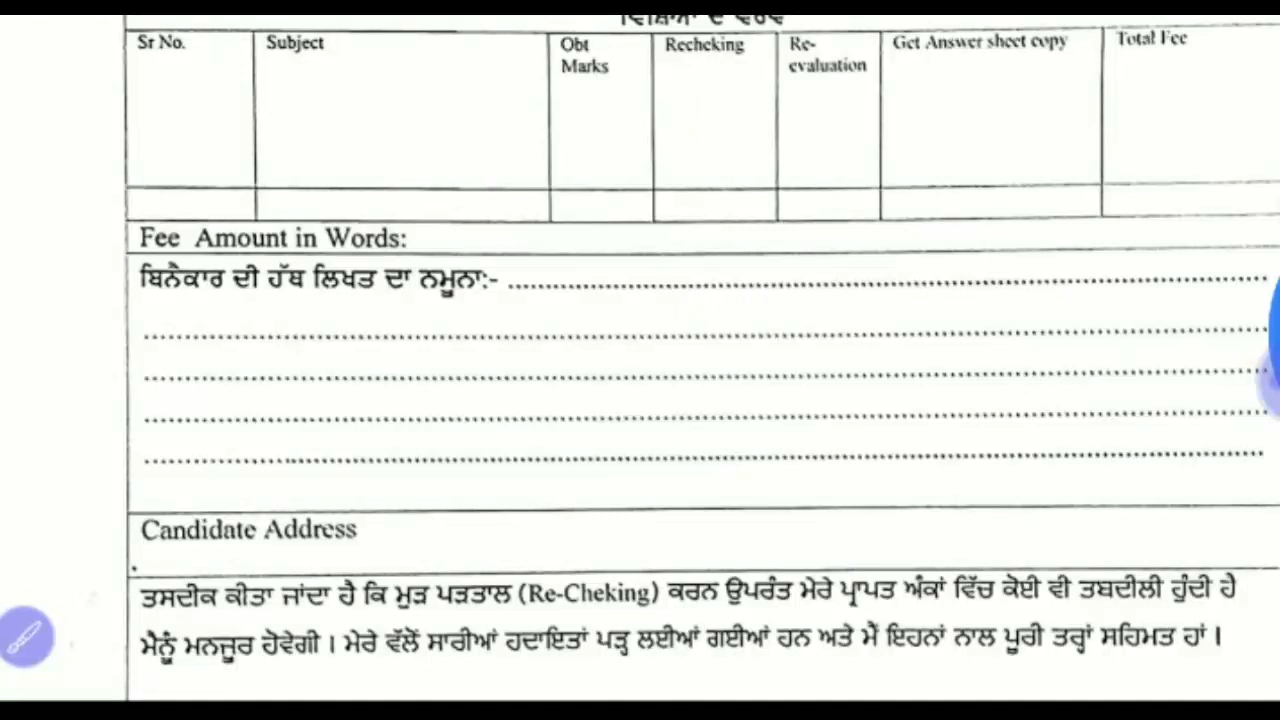 Sr No. Subject Obt Marks Recheking Re-evaluation Get Answer sheet copy Total Fee
Fee Amount in Words:
ਬਿਨੈਕਾਰ ਦੀ ਹੱਥ ਲਿਖਤ ਦਾ ਨਮੂਨਾ:- ........................................
........................................
........................................
........................................
........................................
Candidate Address
ਤਸਦੀਕ ਕੀਤਾ ਜਾਂਦਾ ਹੈ ਕਿ ਮੁੜ ਪੜਤਾਲ (Re-Cheking) ਕਰਨ ਉਪਰੰਤ ਮੇਰੇ ਪ੍ਰਾਪਤ ਅੰਕਾਂ ਵਿੱਚ ਕੋਈ ਵੀ ਤਬਦੀਲੀ ਹੁੰਦੀ ਹੇ
ਮੈਨੂੰ ਮਨਜੂਰ ਹੋਵੇਗੀ। ਮੇਰੇ ਵੱਲੋਂ ਸਾਰੀਆਂ ਹਦਾਇਤਾਂ ਪੜ੍ਹ ਲਈਆਂ ਗਈਆਂ ਹਨ ਅਤੇ ਮੈਂ ਇਹਨਾਂ ਨਾਲ ਪੂਰੀ ਤਰ੍ਹਾਂ ਸਹਿਮਤ ਹਾਂ।